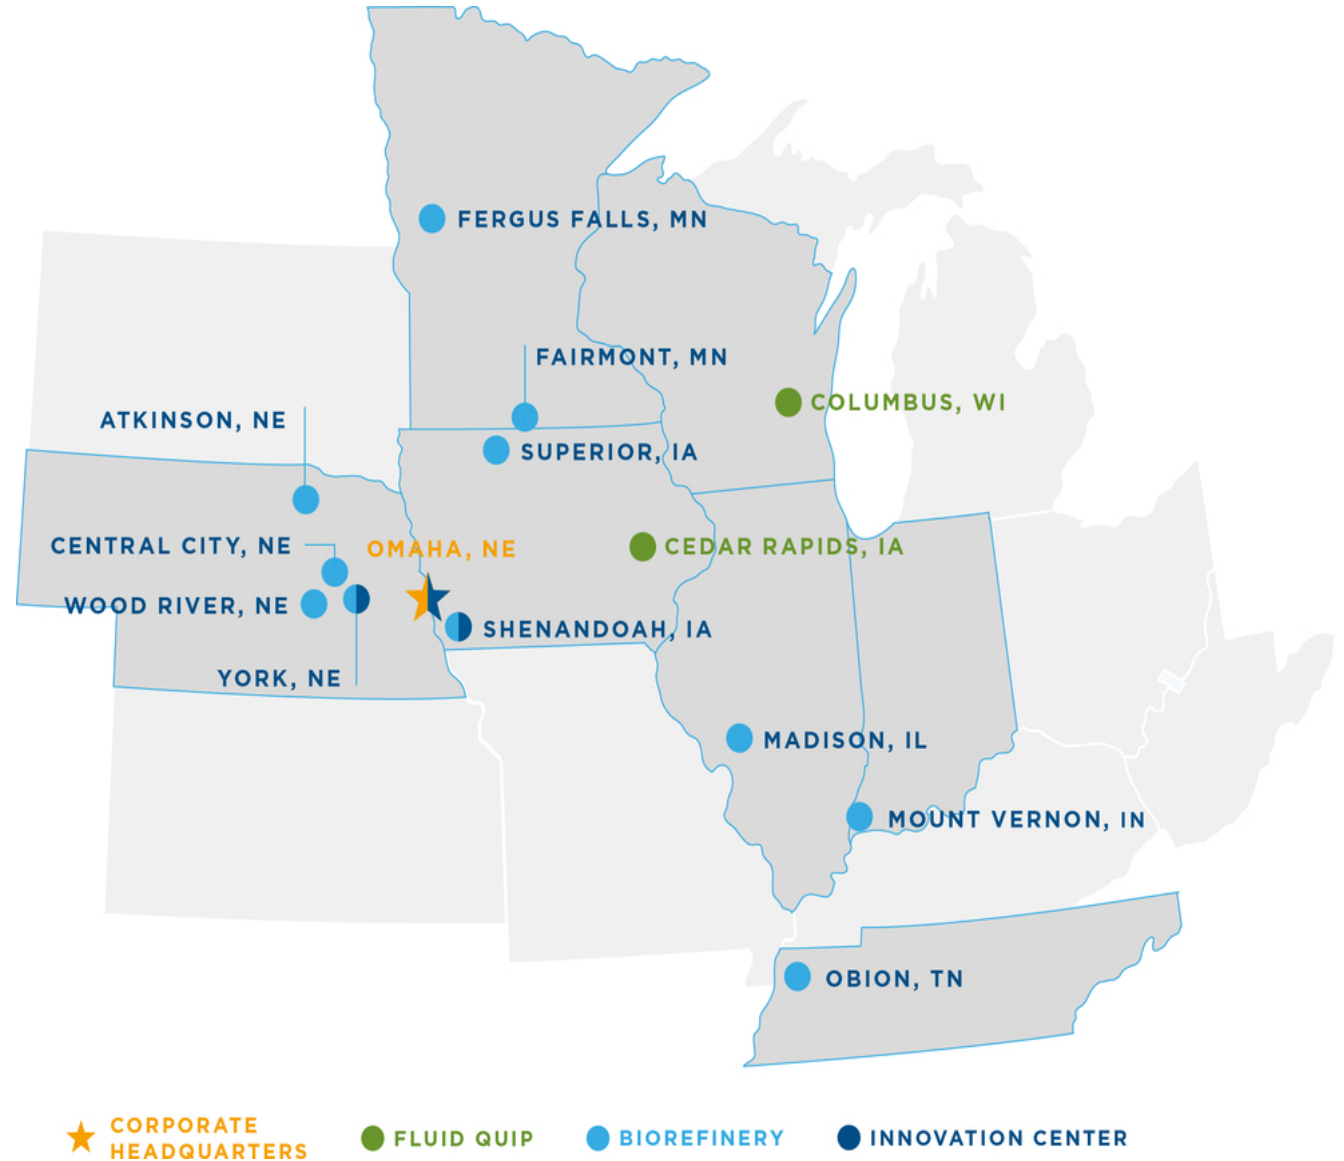 FERGUS FALLS, MN
FAIRMONT, MN
COLUMBUS, WI
ATKINSON, NE
SUPERIOR, IA
CENTRAL CITY, NE
OMAHA, NE
CEDAR RAPIDS, IA
WOOD RIVER, NE
SHENANDOAH, IA
YORK, NE
MADISON, IL
MOUNT VERNON, IN
OBION, TN
CORPORATE
HEADQUARTERS
FLUID QUIP
BIOREFINERY
INNOVATION CENTER